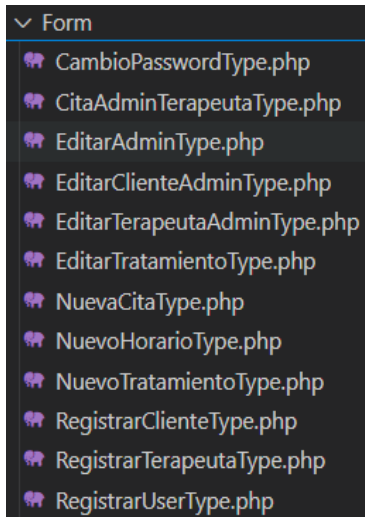 Form
CambioPasswordType.php
CitaAdminTerapeutaType.php
EditarAdminType.php
EditarClienteAdminType.php
EditarTerapeutaAdminType.php
EditarTratamientoType.php
NuevaCitaType.php
NuevoHorarioType.php
NuevoTratamientoType.php
RegistrarClienteType.php
RegistrarTerapeutaType.php
RegistrarUserType.php